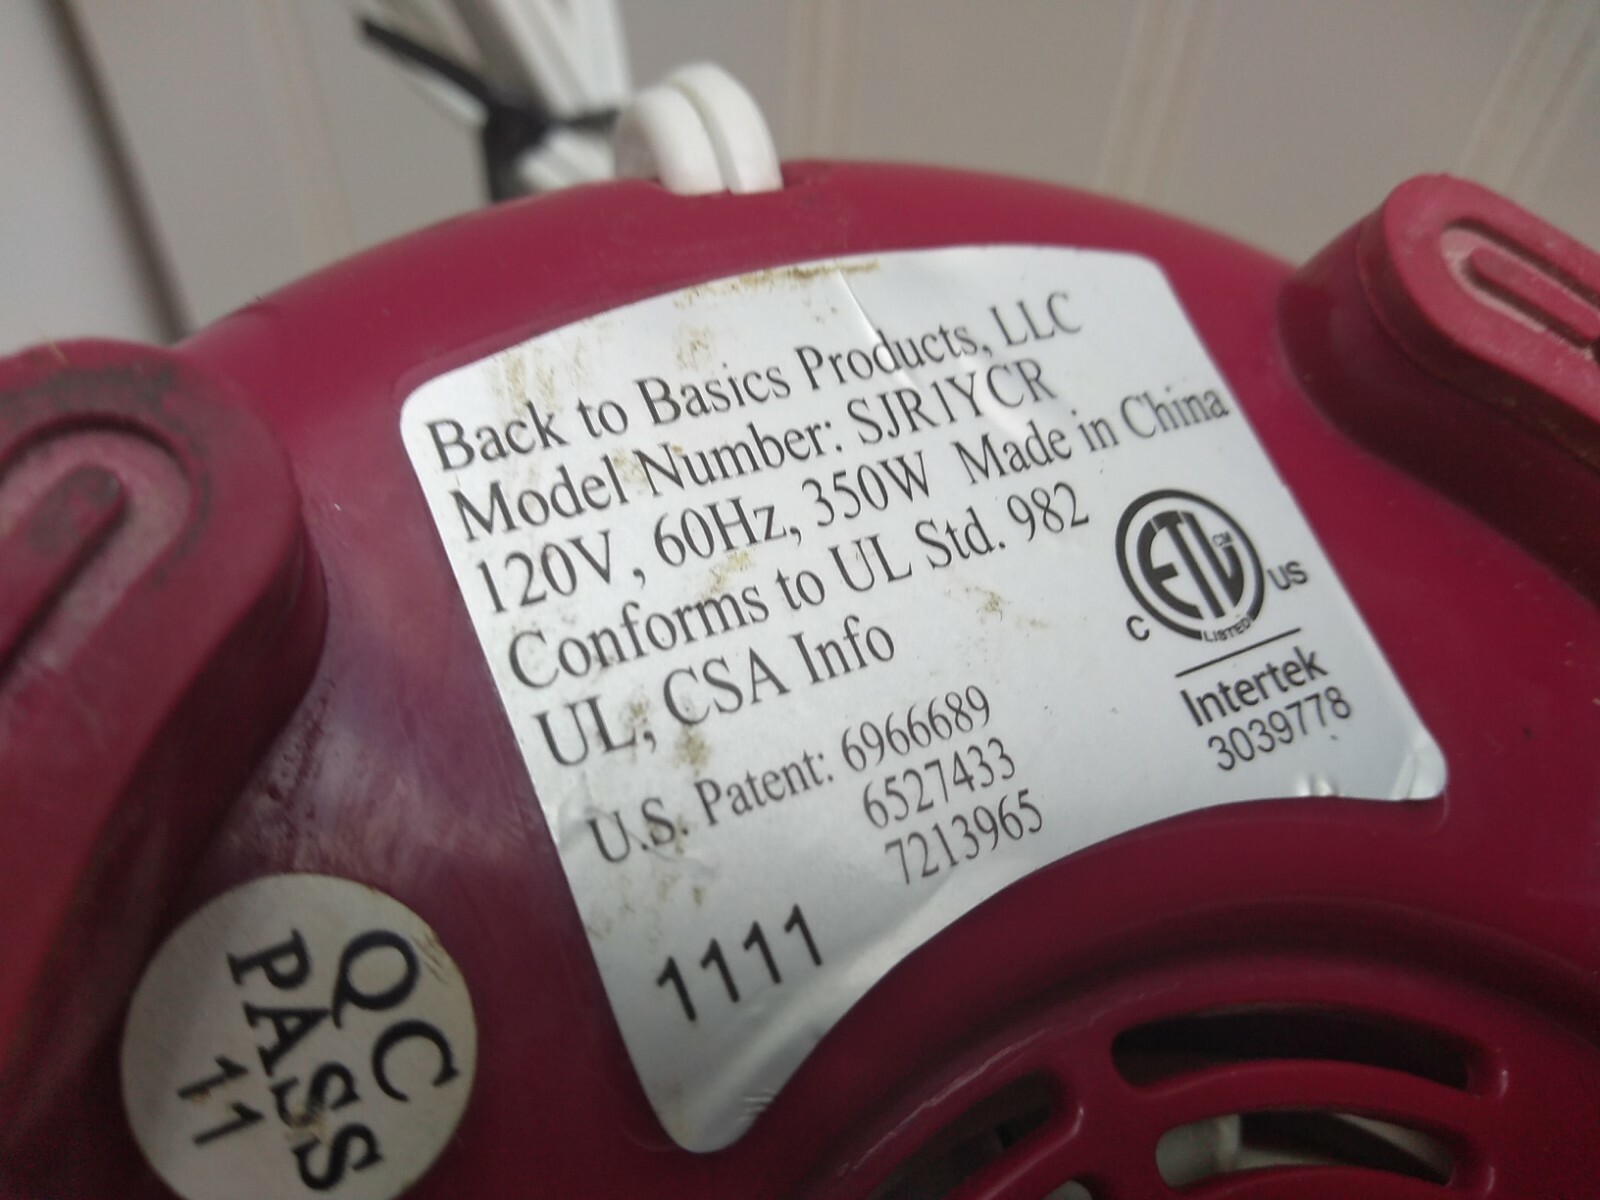 Back to Basics Products, LLC
Model Number: SJR1YCR
120V, 60Hz, 350W Made in China
Conforms to UL Std. 982
UL, CSA Info
U.S. Patent: 6966689
6527433
7213965
1111
ETL CM
LISTED
C US
Intertek
3039778
QC
PASS
11